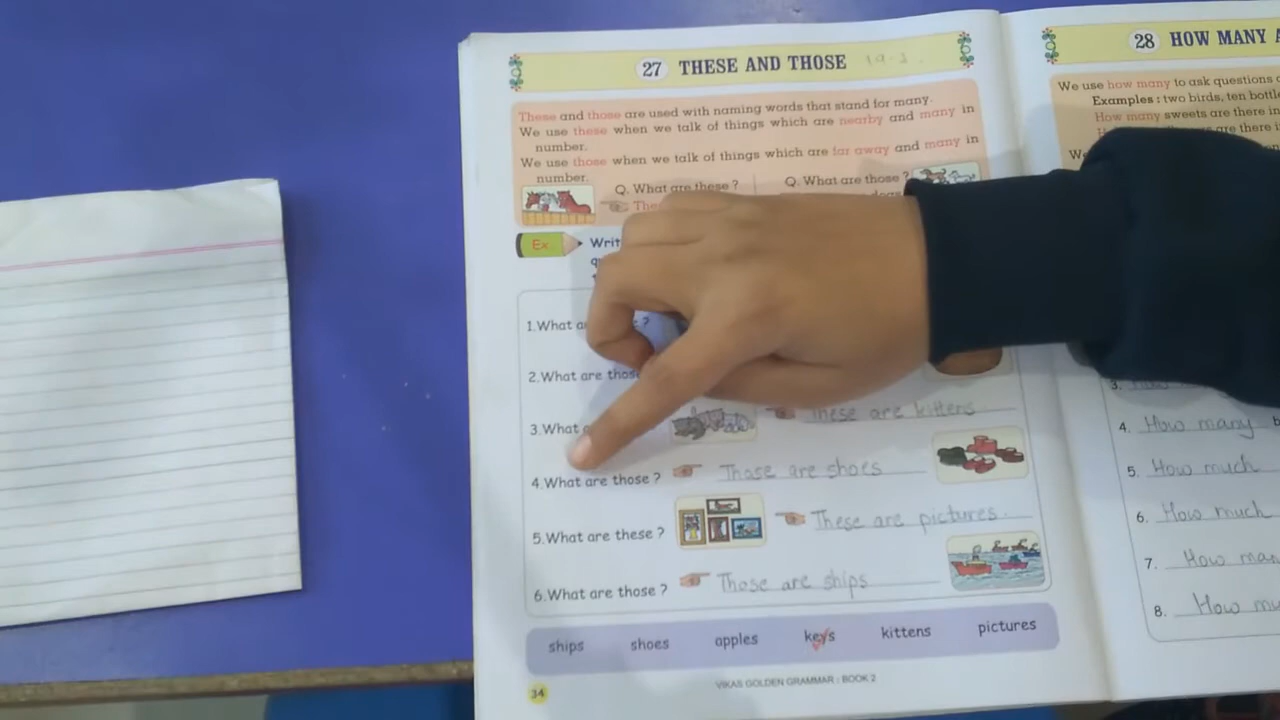 27 THESE AND THOSE 19-1
These and those are used with naming words that stand for many.
We use these when we talk of things which are nearby and many in
number.
We use those when we talk of things which are far away and many in
number.
Q. What are these ? Q. What are those ?
Ex
1.What ?
2.What are those
3.What These are kittens
4.What are those ? Those are shoes
5.What are these ? These are pictures.
6.What are those ? Those are ships
ships shoes apples keys kittens pictures
34 VIKAS GOLDEN GRAMMAR : BOOK 2
28 HOW MANY
We use how many to ask questions
Examples : two birds, ten
How many sweets are there in
are there
3.
4. How many
5. How much
6. How much
7. How
8. How